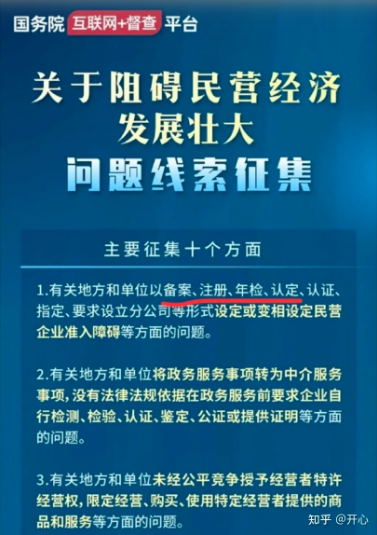 国务院 互联网+督查 平台
关于阻碍民营经济
发展壮大
问题线索征集
主要征集十个方面
1.有关地方和单位以备案、注册、年检、认定、认证、
指定、要求设立分公司等形式设定或变相设定民营
企业准入障碍等方面的问题。
2.有关地方和单位将政务服务事项转为中介服务
事项,没有法律法规依据在政务服务前要求企业自
行检测、检验、认证、鉴定、公证或提供证明等方面
的问题。
3.有关地方和单位未经公平竞争授予经营者特许
经营权,限定经营、购买、使用特定经营者提供的商
品和服务等方面的问题。
知乎 @开心